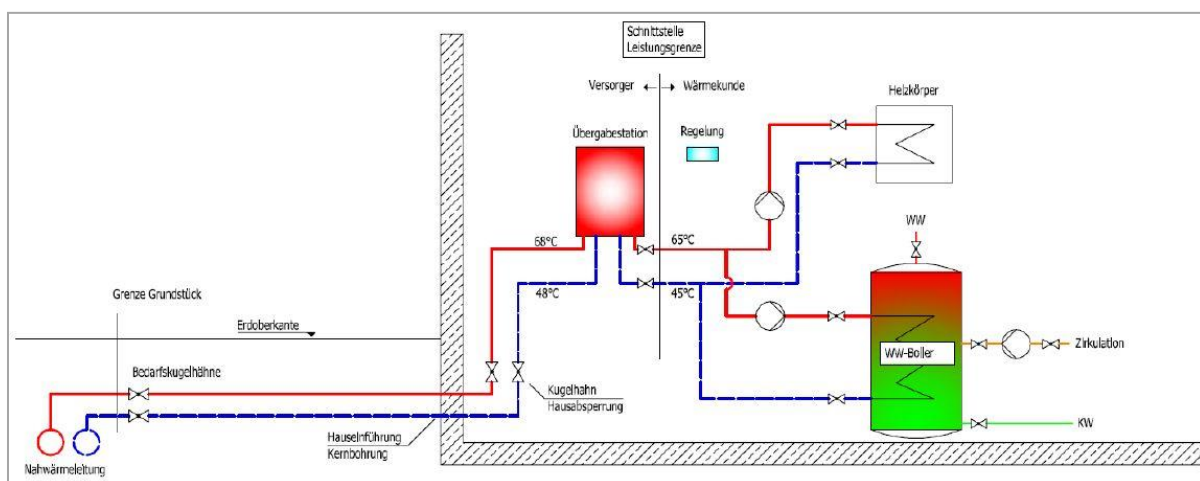 Schnittstelle
Leistungsgrenze
Versorger
Wärmekunde
Heizkörper
Übergabestation
Regelung
68°C
65°C
WW
48°C
45°C
Grenze Grundstück
Erdoberkante
WW-Boiler
Zirkulation
Bedarfskugelhähne
Kugelhahn
Hausabsperrung
KW
Hauseinführung
Kernbohrung
Nahwärmeleitung